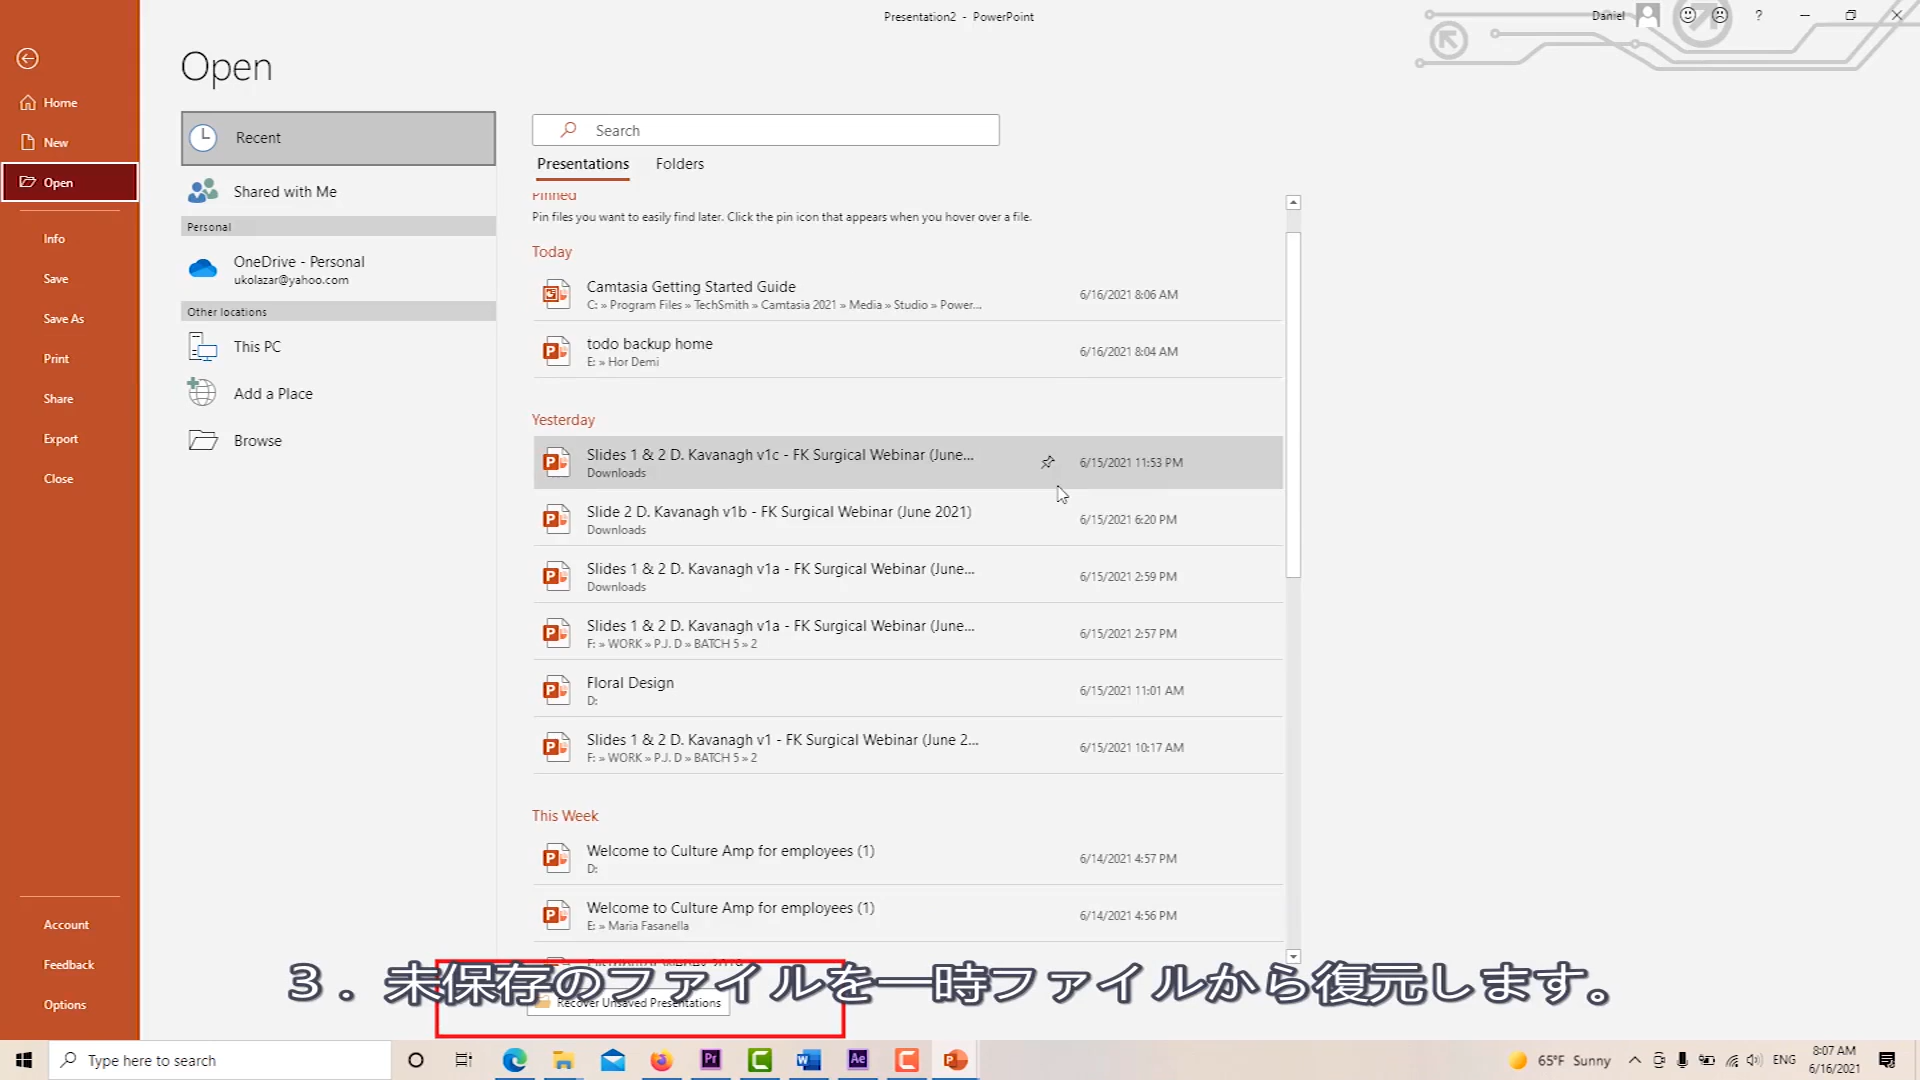 Presentation2 - PowerPoint
Daniel
?
Open
Home
New
Open
Info
Save
Save As
Print
Share
Export
Close
Account
Feedback
Options
Recent
Shared with Me
Personal
OneDrive - Personal
ukolazar@yahoo.com
Other locations
This PC
Add a Place
Browse
Search
Presentations Folders
Pinned
Pin files you want to easily find later. Click the pin icon that appears when you hover over a file.
Today
Camtasia Getting Started Guide 6/16/2021 8:06 AM
C: » Program Files » TechSmith » Camtasia 2021 » Media » Studio » Power...
todo backup home 6/16/2021 8:04 AM
E: » Hor Demi
Yesterday
Slides 1 & 2 D. Kavanagh v1c - FK Surgical Webinar (June... 6/15/2021 11:53 PM
Downloads
Slide 2 D. Kavanagh v1b - FK Surgical Webinar (June 2021) 6/15/2021 6:20 PM
Downloads
Slides 1 & 2 D. Kavanagh v1a - FK Surgical Webinar (June... 6/15/2021 2:59 PM
Downloads
Slides 1 & 2 D. Kavanagh v1a - FK Surgical Webinar (June... 6/15/2021 2:57 PM
F: » WORK » P.J. D » BATCH 5 » 2
Floral Design 6/15/2021 11:01 AM
D:
Slides 1 & 2 D. Kavanagh v1 - FK Surgical Webinar (June 2... 6/15/2021 10:17 AM
F: » WORK » P.J. D » BATCH 5 » 2
This Week
Welcome to Culture Amp for employees (1) 6/14/2021 4:57 PM
D:
Welcome to Culture Amp for employees (1) 6/14/2021 4:56 PM
E: » Maria Fasanella
３．未保存のファイルを一時ファイルから復元します。
Recover Unsaved Presentations
Type here to search
65°F Sunny
ENG
8:07 AM
6/16/2021